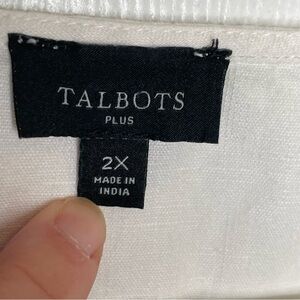 TALBOTS
PLUS
2X
MADE IN
INDIA